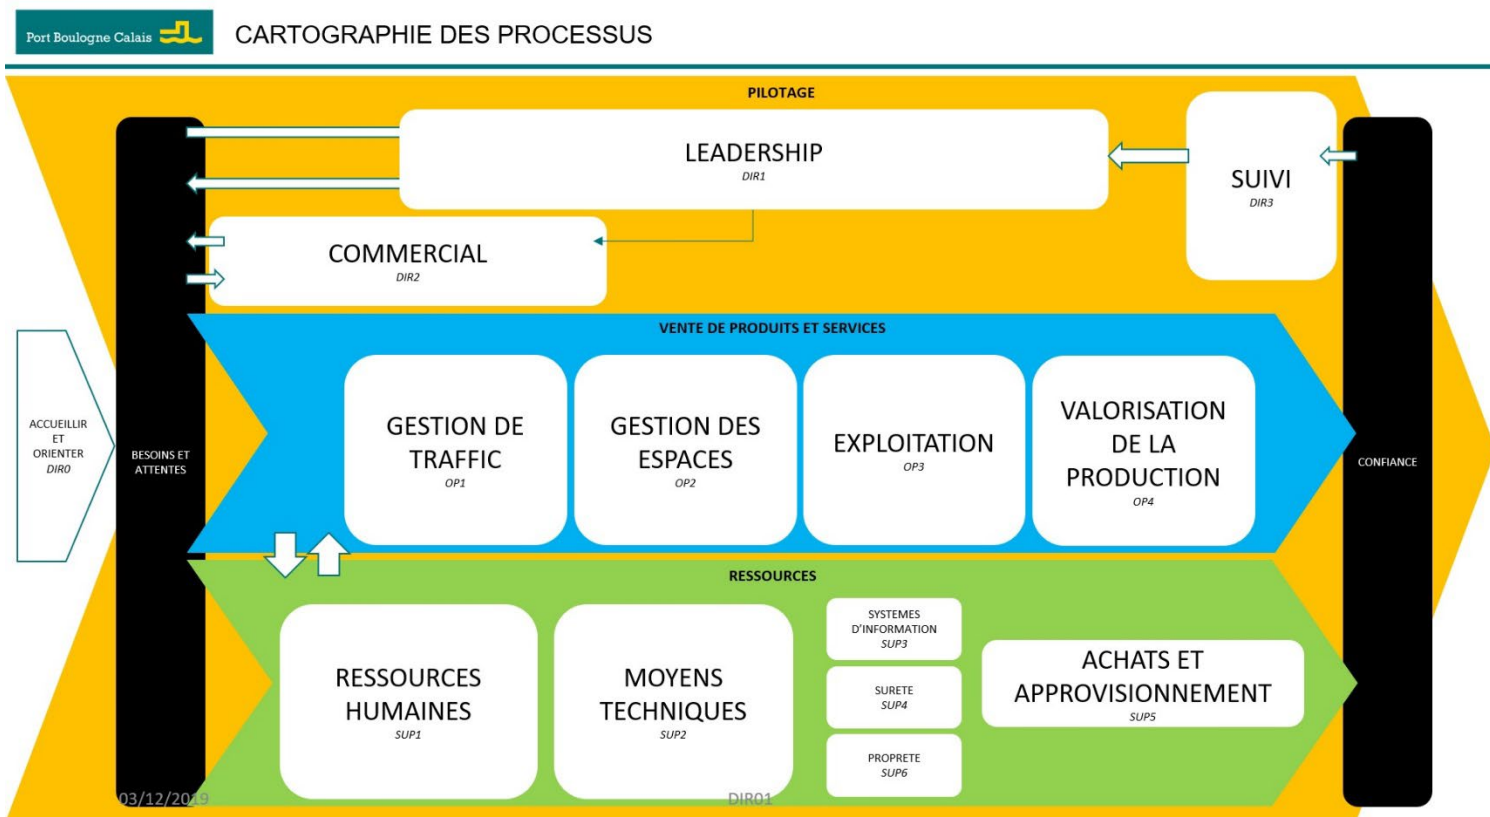 Port Boulogne Calais
CARTOGRAPHIE DES PROCESSUS
PILOTAGE
LEADERSHIP
DIR1
SUIVI
DIR3
COMMERCIAL
DIR2
ACCUEILLIR
ET
ORIENTER
DIR0
BESOINS ET
ATTENTES
VENTE DE PRODUITS ET SERVICES
GESTION DE
TRAFFIC
OP1
GESTION DES
ESPACES
OP2
EXPLOITATION
OP3
VALORISATION
DE LA
PRODUCTION
OP4
CONFIANCE
RESSOURCES
RESSOURCES
HUMAINES
SUP1
MOYENS
TECHNIQUES
SUP2
SYSTEMES
D'INFORMATION
SUP3
SURETE
SUP4
PROPRETE
SUP6
ACHATS ET
APPROVISIONNEMENT
SUP5
03/12/2019
DIR01